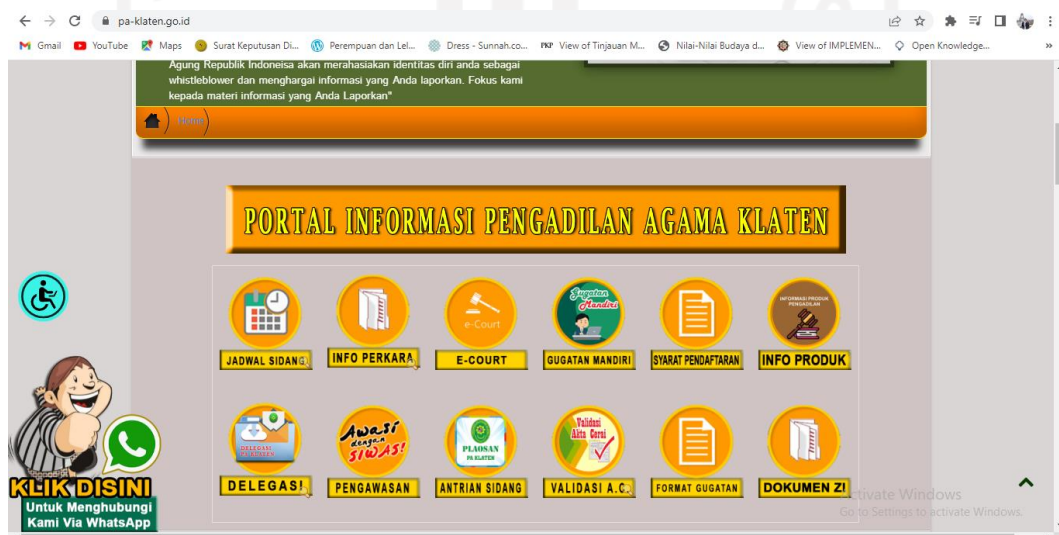 pa-klaten.go.id
Gmail YouTube Maps Surat Keputusan Di... Perempuan dan Lel... Dress - Sunnah.co... PKP View of Tinjauan M... Nilai-Nilai Budaya d... View of IMPLEMEN... Open Knowledge... »
Agung Republik Indoneisa akan merahasiakan identitas diri anda sebagai
whistleblower dan menghargai informasi yang Anda laporkan. Fokus kami
kepada materi informasi yang Anda Laporkan"
Home
PORTAL INFORMASI PENGADILAN AGAMA KLATEN
e-Court
Gugatan
Mandiri
INFORMASI PRODUK
PENGADILAN
JADWAL SIDANG INFO PERKARA E-COURT GUGATAN MANDIRI SYARAT PENDAFTARAN INFO PRODUK
DELEGASI
PA KLATEN
Awasi
dengan
SIWAS!
PLAOSAN
PA KLATEN
Validasi
Akta Cerai
DELEGASI PENGAWASAN ANTRIAN SIDANG VALIDASI A.C. FORMAT GUGATAN DOKUMEN ZI
KLIK DISINI
Untuk Menghubungi
Kami Via WhatsApp
Activate Windows
Go to Settings to activate Windows.